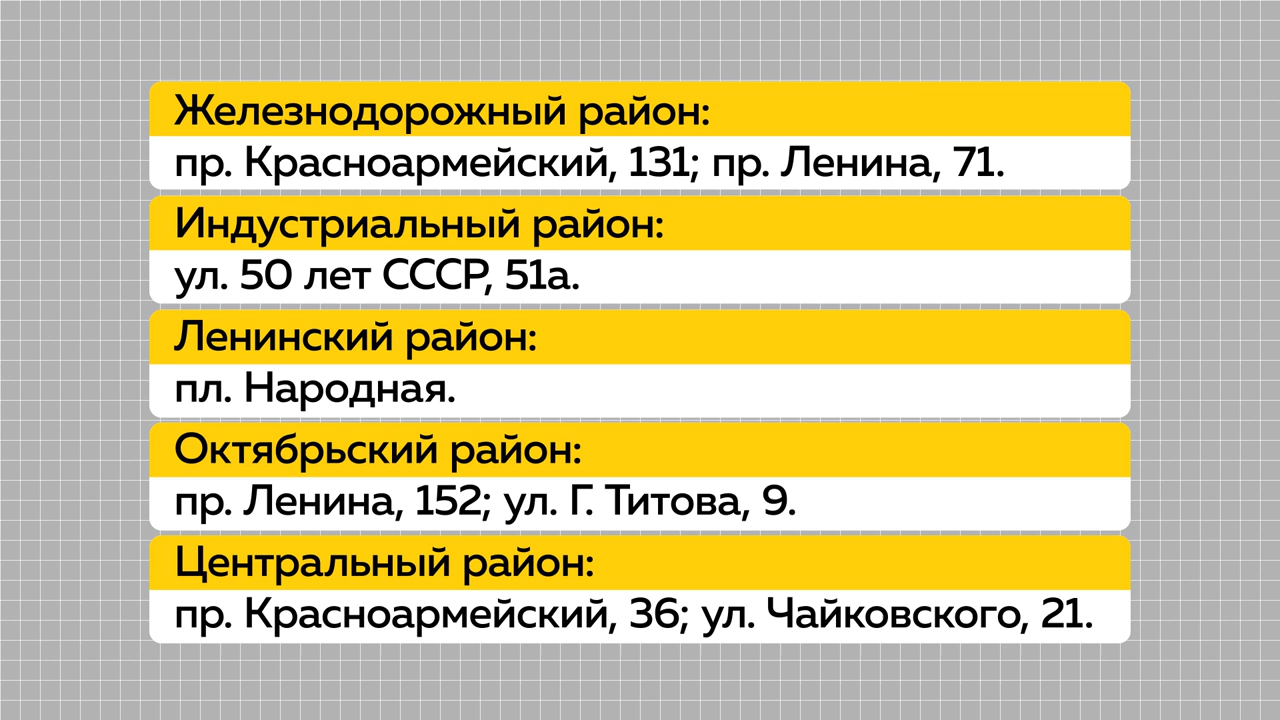 Железнодорожный район:
пр. Красноармейский, 131; пр. Ленина, 71.
Индустриальный район:
ул. 50 лет СССР, 51а.
Ленинский район:
пл. Народная.
Октябрьский район:
пр. Ленина, 152; ул. Г. Титова, 9.
Центральный район:
пр. Красноармейский, 36; ул. Чайковского, 21.